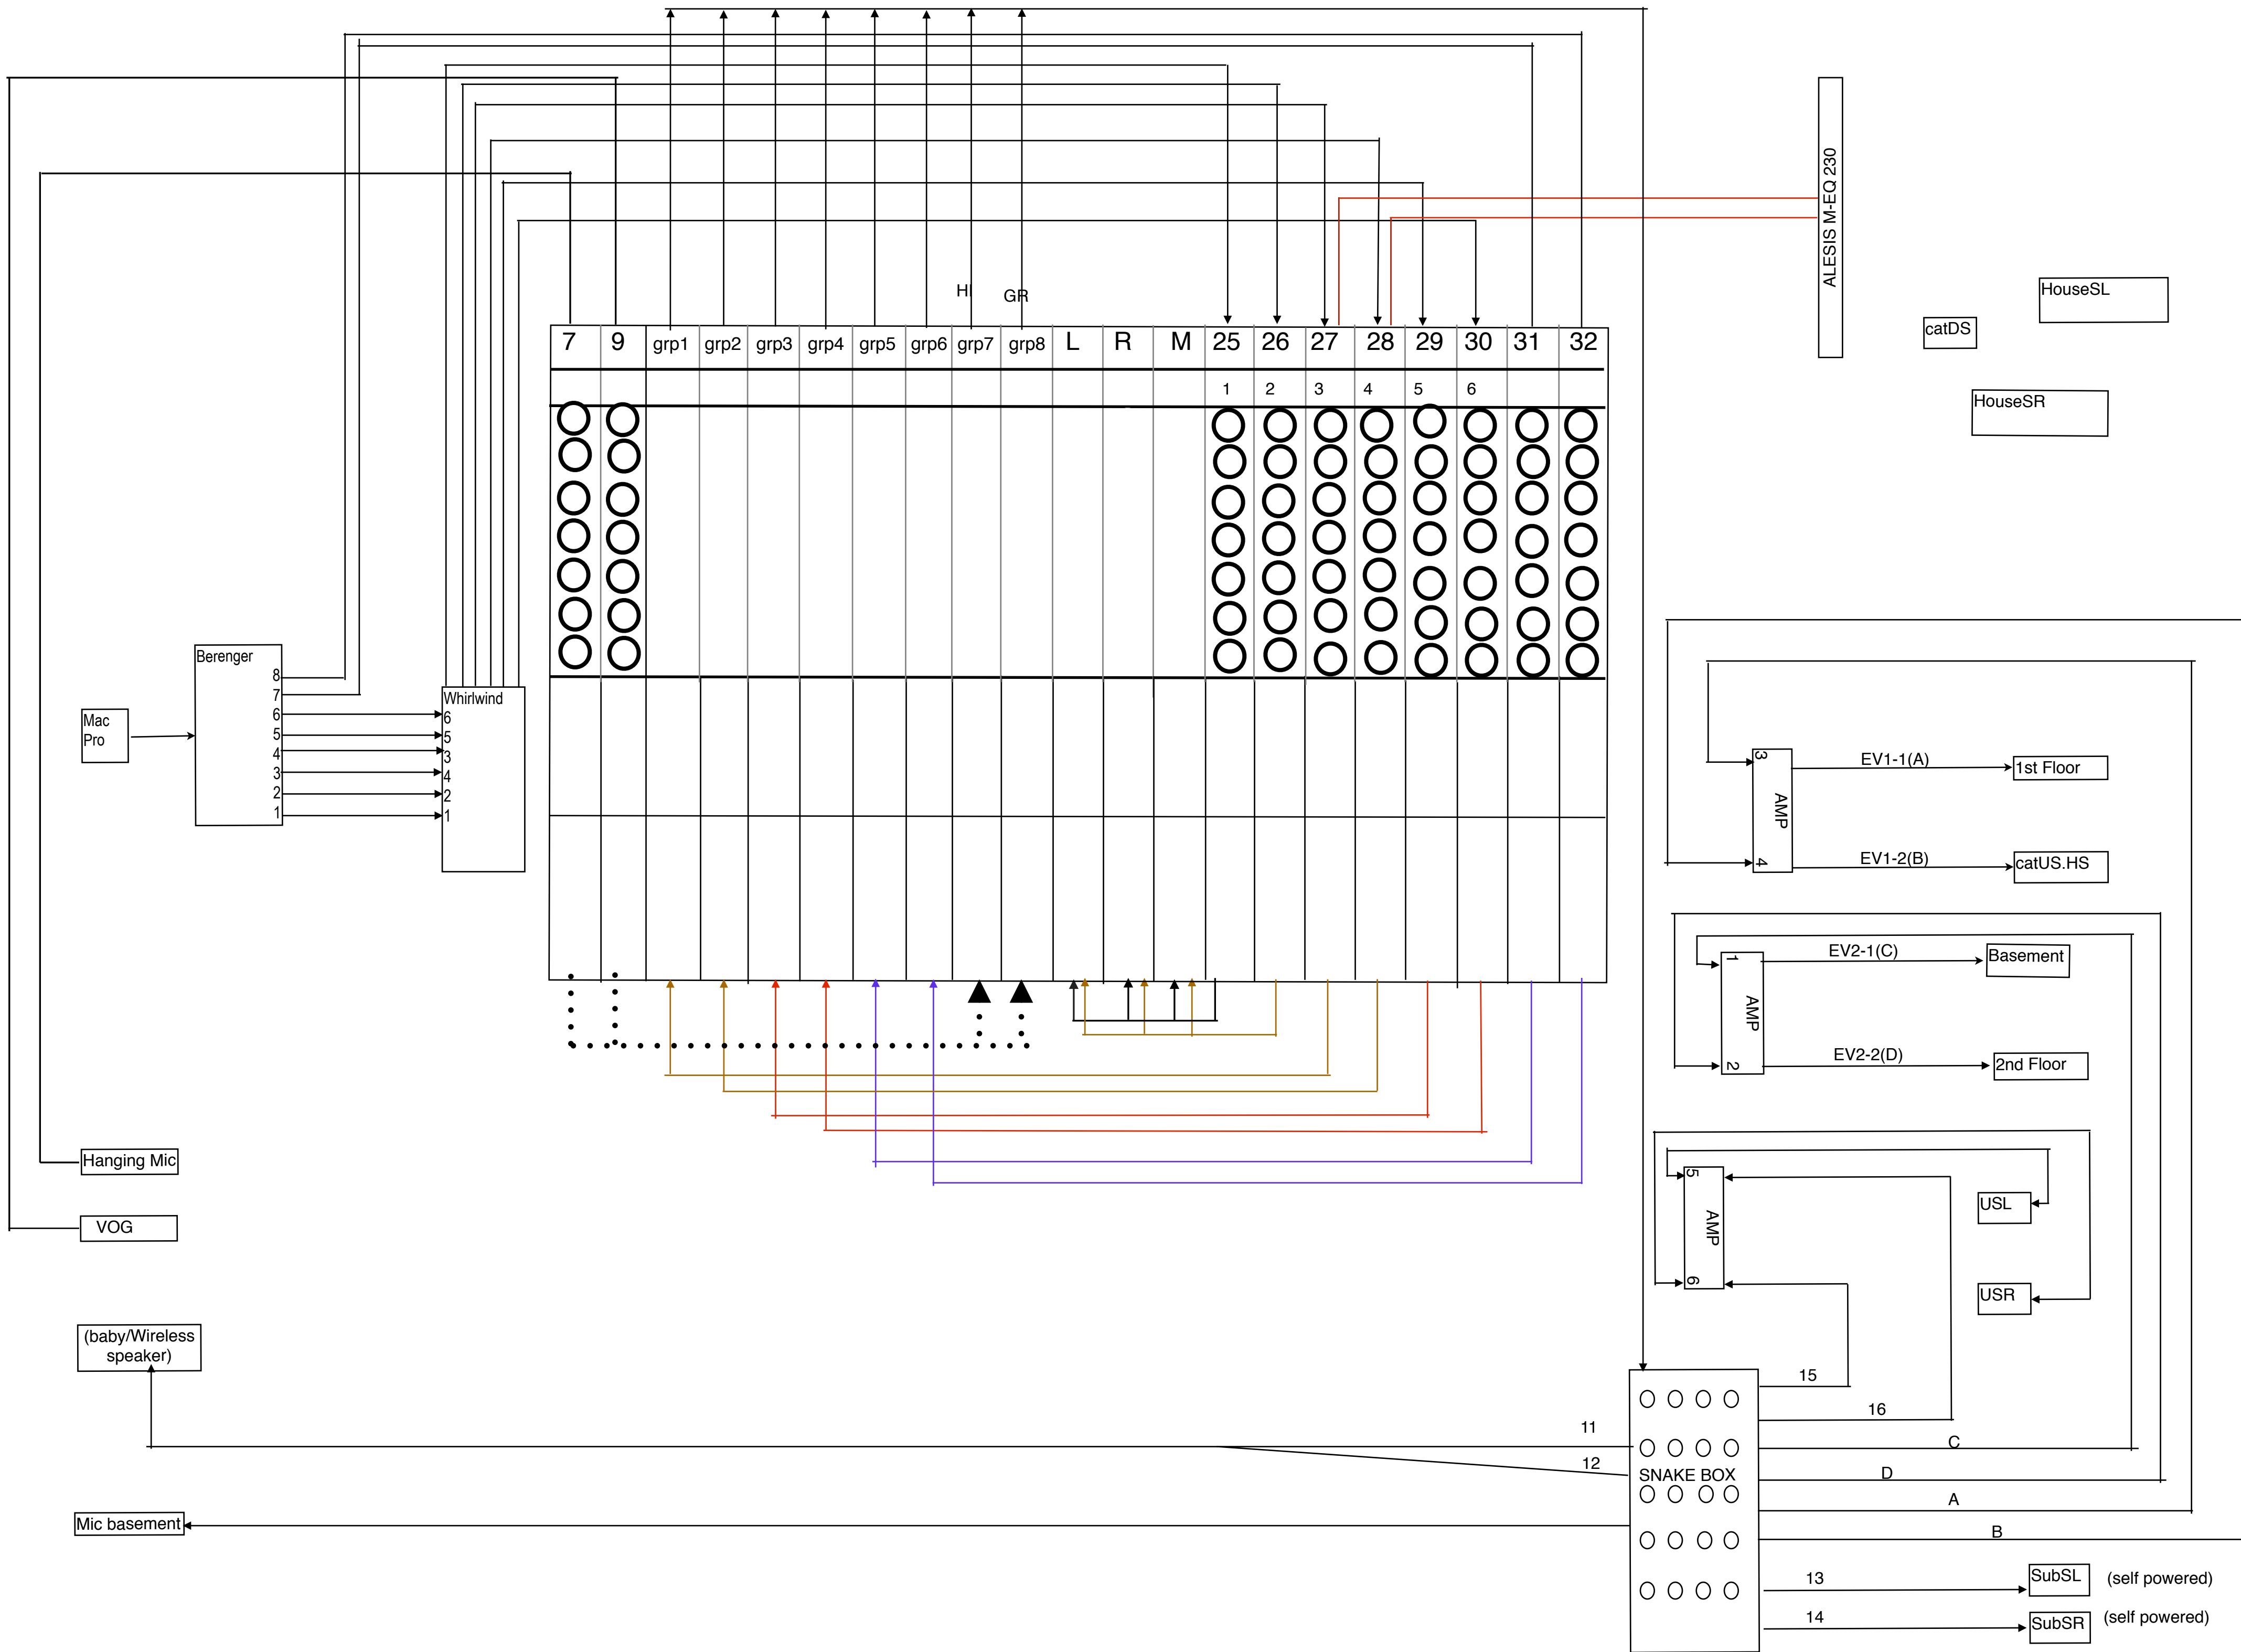 HI
GR
ALESIS M-EQ 230
HouseSL
catDS
HouseSR
7 9 grp1 grp2 grp3 grp4 grp5 grp6 grp7 grp8 L R M 25 26 27 28 29 30 31 32
1 2 3 4 5 6
Berenger
8
7
6
5
4
3
2
1
Mac
Pro
Whirlwind
6
5
3
4
2
1
3
AMP
4
EV1-1(A)
1st Floor
EV1-2(B)
catUS.HS
1
AMP
2
EV2-1(C)
Basement
EV2-2(D)
2nd Floor
5
AMP
6
USL
USR
Hanging Mic
VOG
(baby/Wireless
speaker)
Mic basement
11
12
SNAKE BOX
15
16
C
D
A
B
13
SubSL (self powered)
14
SubSR (self powered)